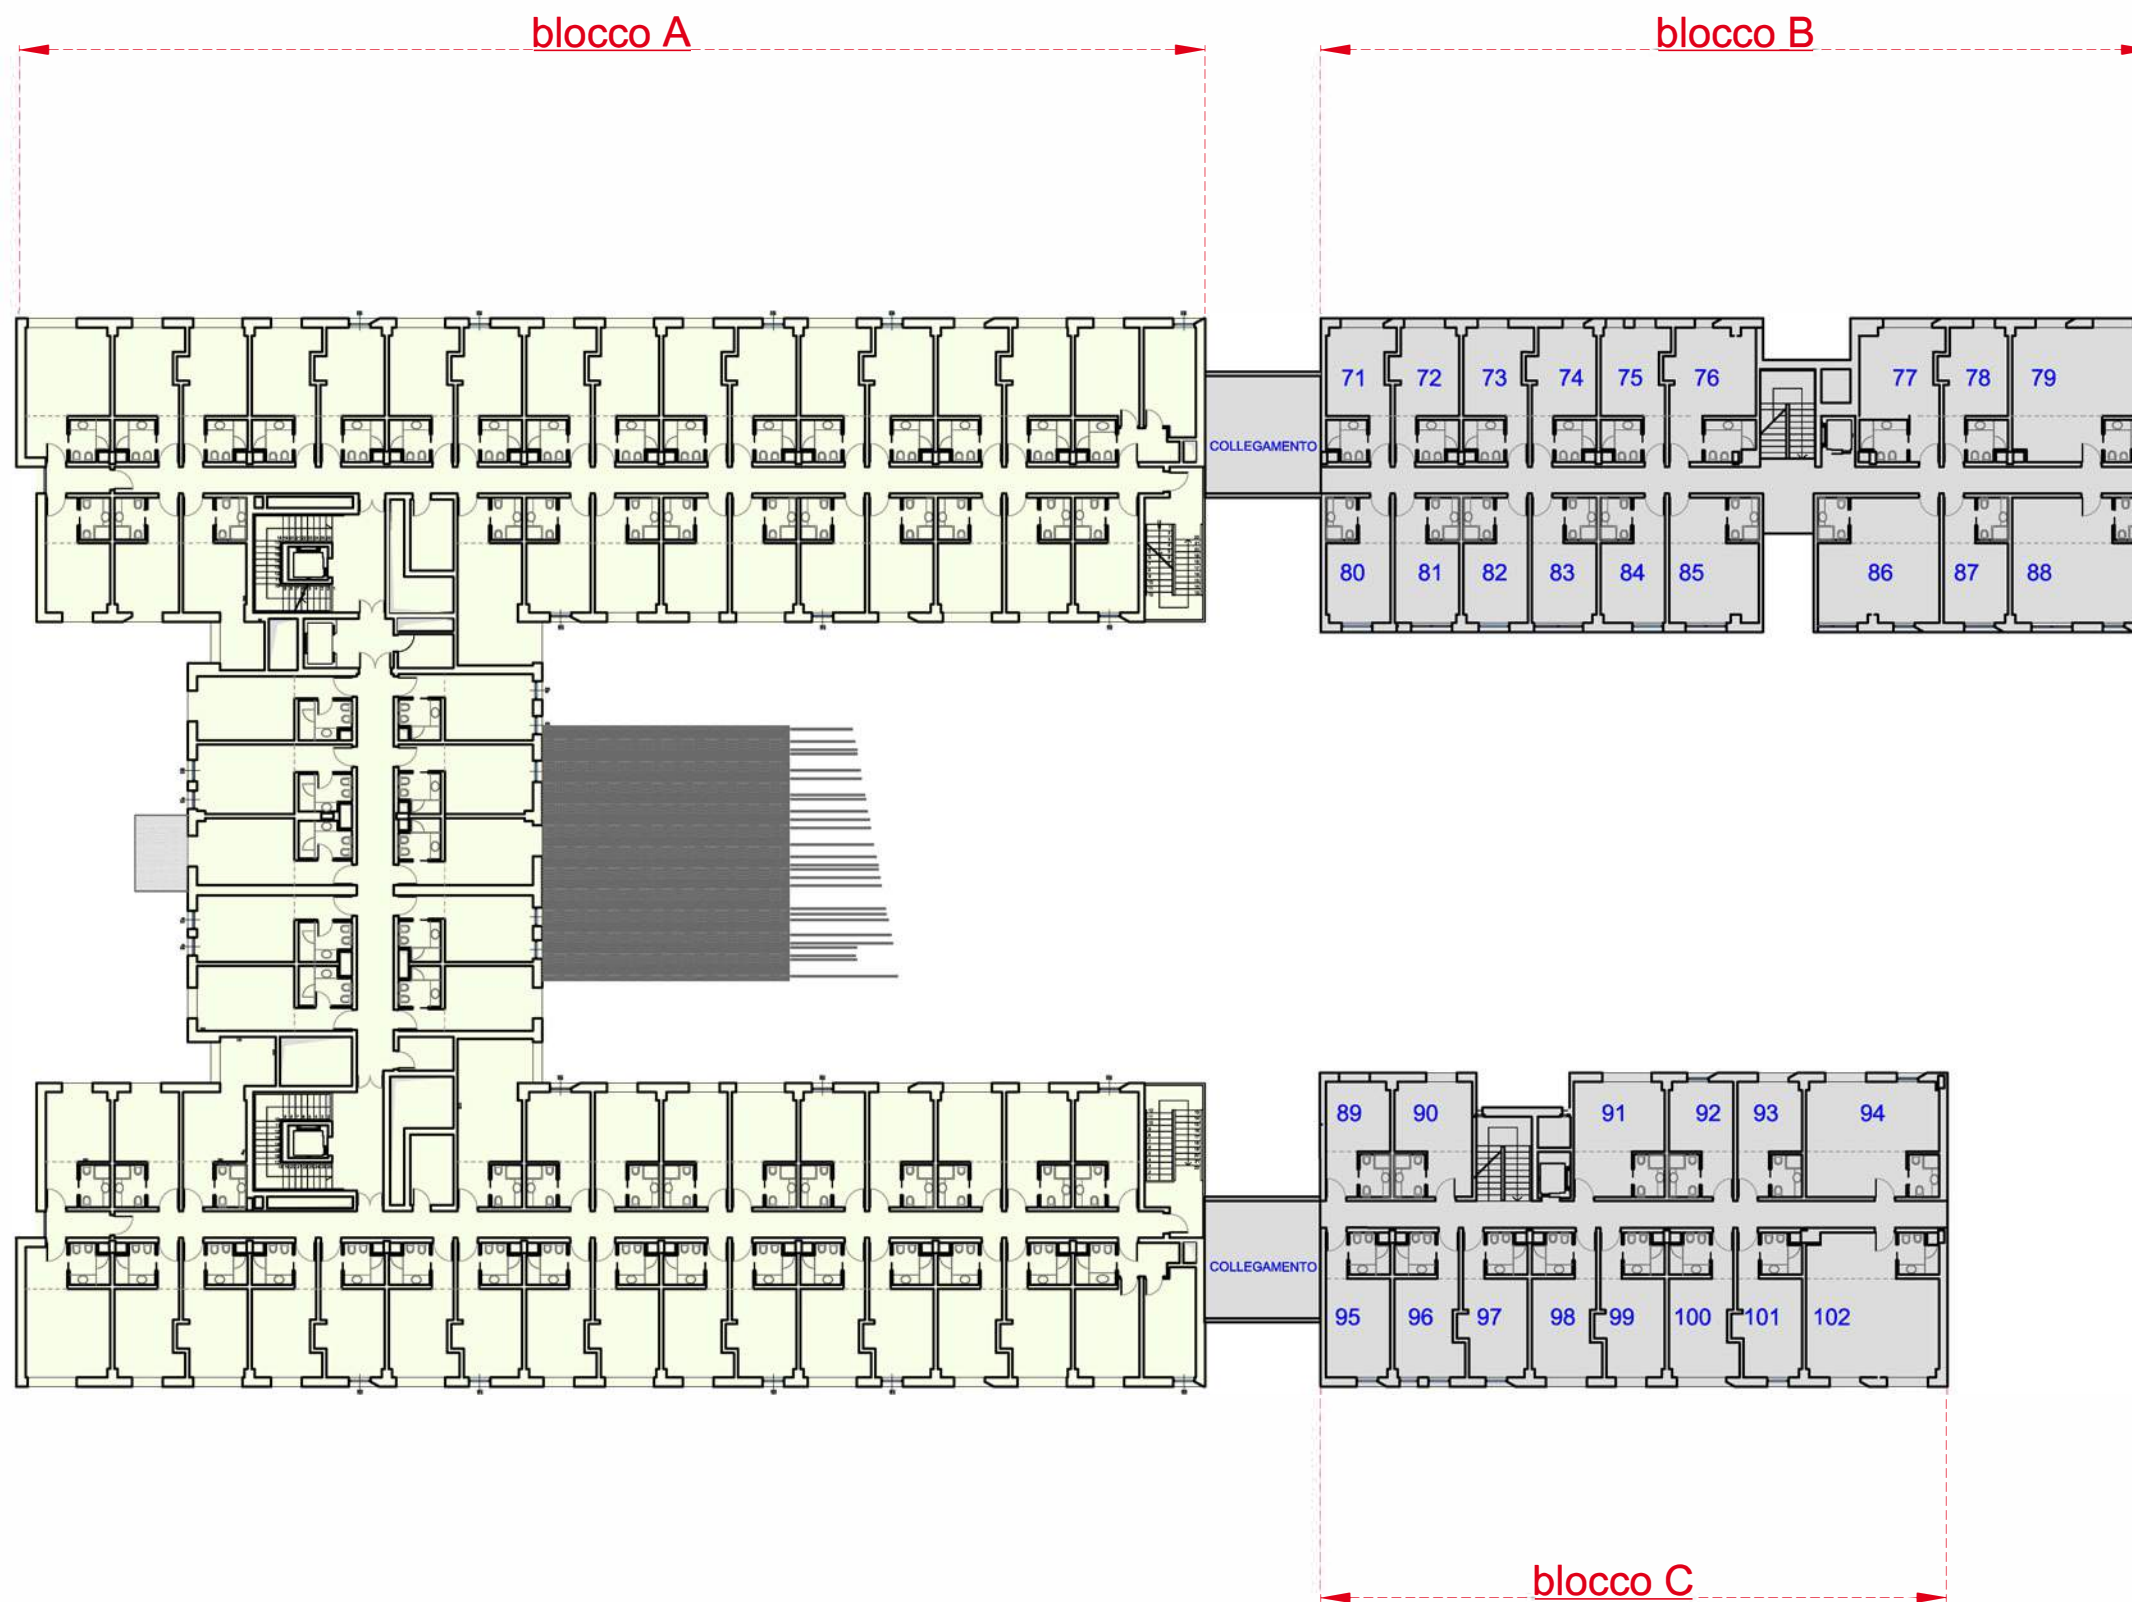 blocco A
blocco B
71 72 73 74 75 76 77 78 79
COLLEGAMENTO
80 81 82 83 84 85 86 87 88
89 90 91 92 93 94
COLLEGAMENTO
95 96 97 98 99 100 101 102
blocco C